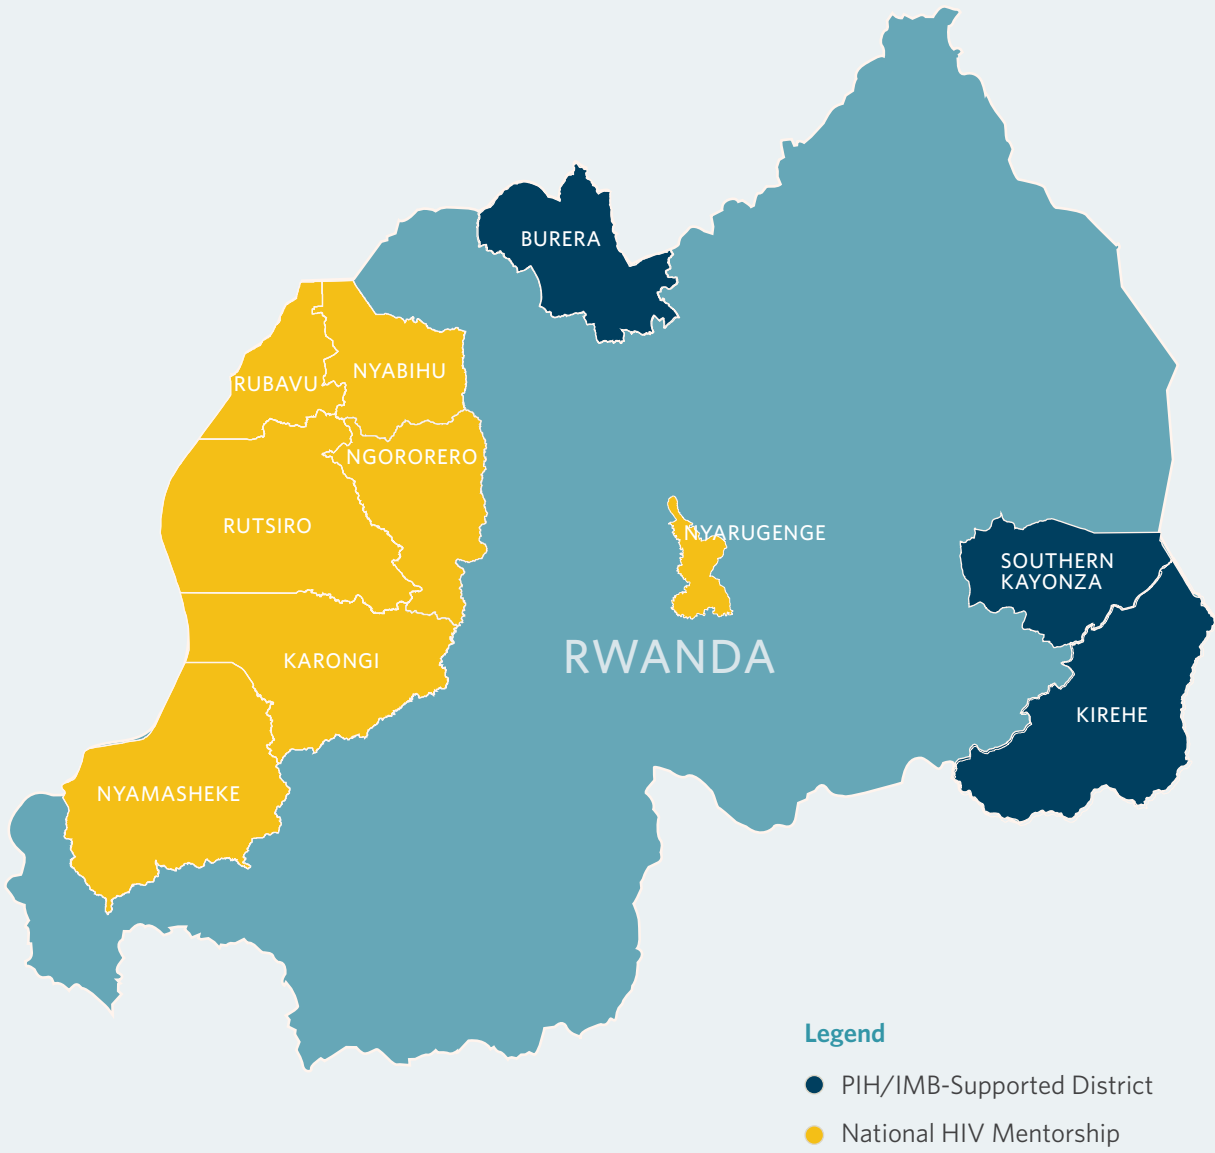 BURERA
NYABIHU
RUBAVU
NGORORERO
RUTSIRO
NYARUGENGE
SOUTHERN
KAYONZA
RWANDA
KARONGI
KIREHE
NYAMASHEKE
Legend
PIH/IMB-Supported District
National HIV Mentorship